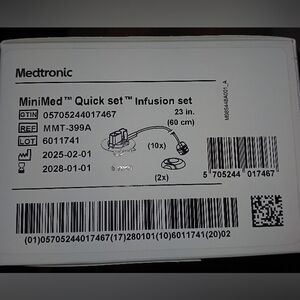 Medtronic
MiniMed™ Quick set™ Infusion set
GTIN 05705244017467
23 in.
(60 cm)
REF MMT-399A
LOT 6011741
(10x)
2025-02-01
2028-01-01
(2x)
5 705244 017467
(01)05705244017467(17)280101(10)6011741(20)02